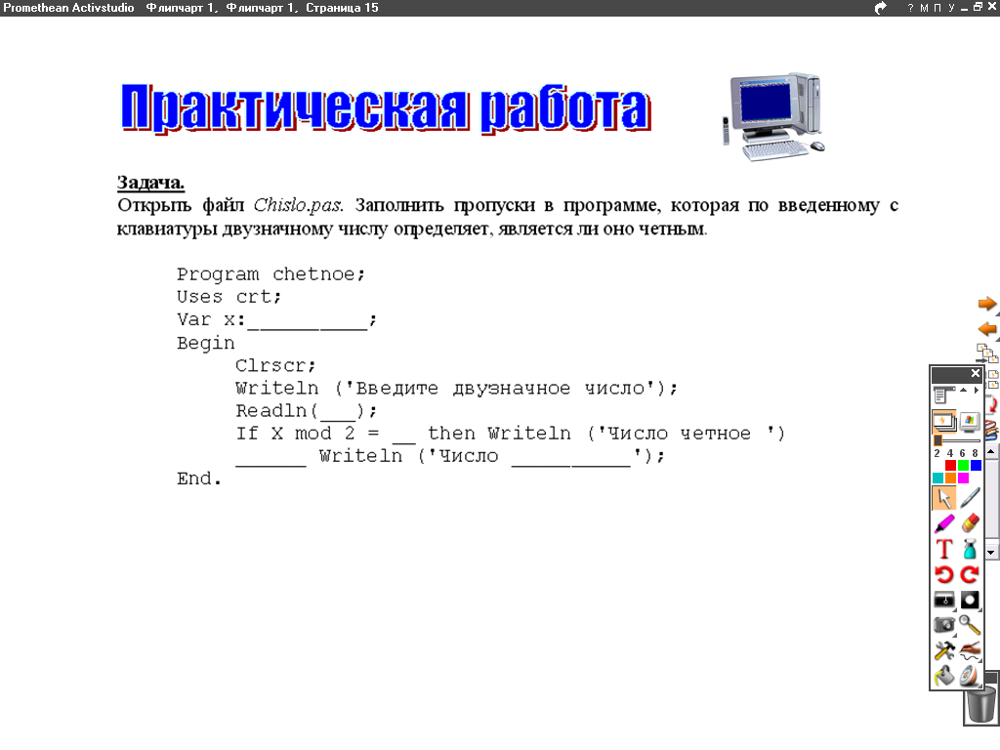 Promethean Activstudio Флипчарт 1, Флипчарт 1, Страница 15
? М П У
Практическая работа
Задача.
Открыть файл Chislo.pas. Заполнить пропуски в программе, которая по введенному с
клавиатуры двузначному числу определяет, является ли оно четным.
Program chetnoe;
Uses crt;
Var x:__________;
Begin
Clrscr;
Writeln ('Введите двузначное число');
Readln(___);
If X mod 2 = __ then Writeln ('Число четное ')
______ Writeln ('Число __________');
End.
2 4 6 8
T